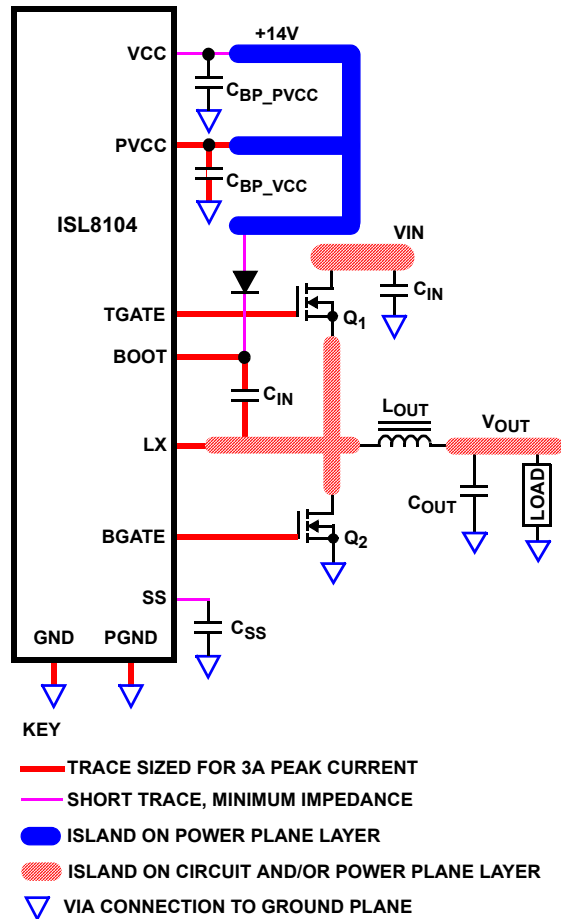 +14V
VCC
CBP_PVCC
PVCC
CBP_VCC
ISL8104
VIN
CIN
TGATE
Q1
BOOT
CIN
LOUT
VOUT
LX
COUT
LOAD
BGATE
Q2
SS
CSS
GND PGND
KEY
TRACE SIZED FOR 3A PEAK CURRENT
SHORT TRACE, MINIMUM IMPEDANCE
ISLAND ON POWER PLANE LAYER
ISLAND ON CIRCUIT AND/OR POWER PLANE LAYER
VIA CONNECTION TO GROUND PLANE